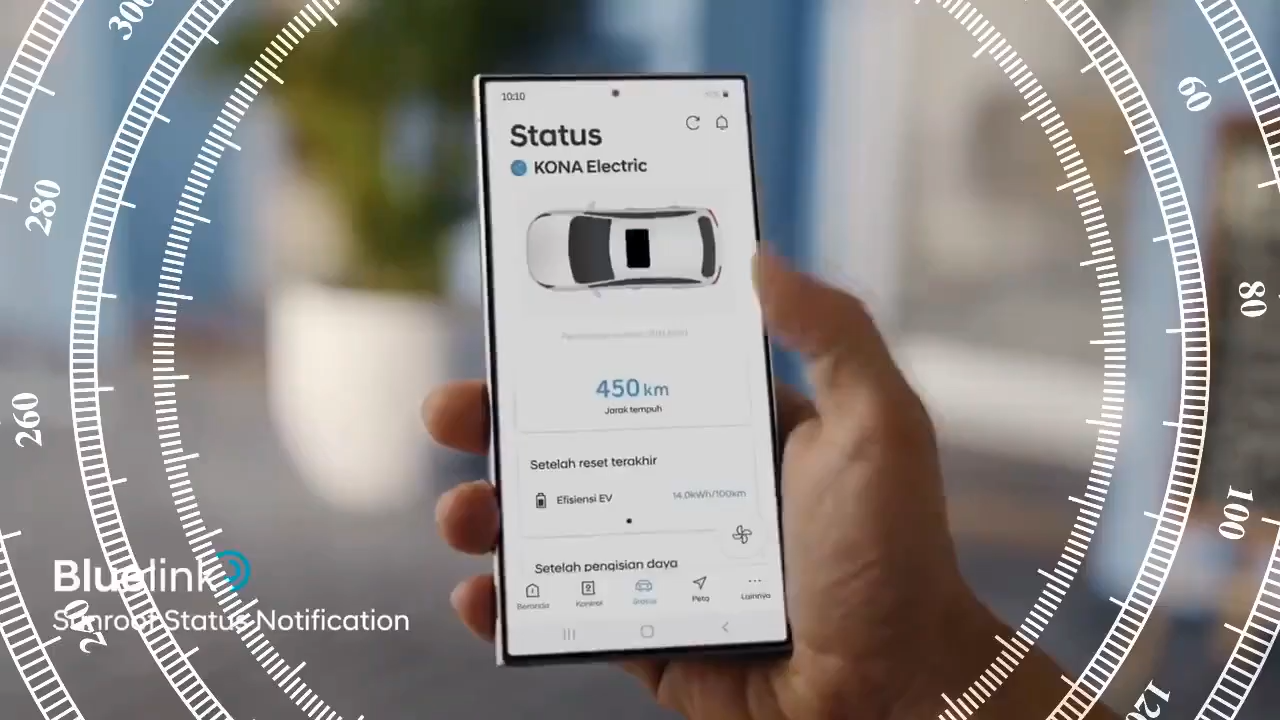 300
280
260
240
60
80
100
120
10:10
Status
KONA Electric
450 km
Jarak tempuh
Setelah reset terakhir
Efisiensi EV 14.0kWh/100km
Setelah pengisian daya
Beranda Kontrol Status Peta Lainnya
Bluelink
Sunroof Status Notification